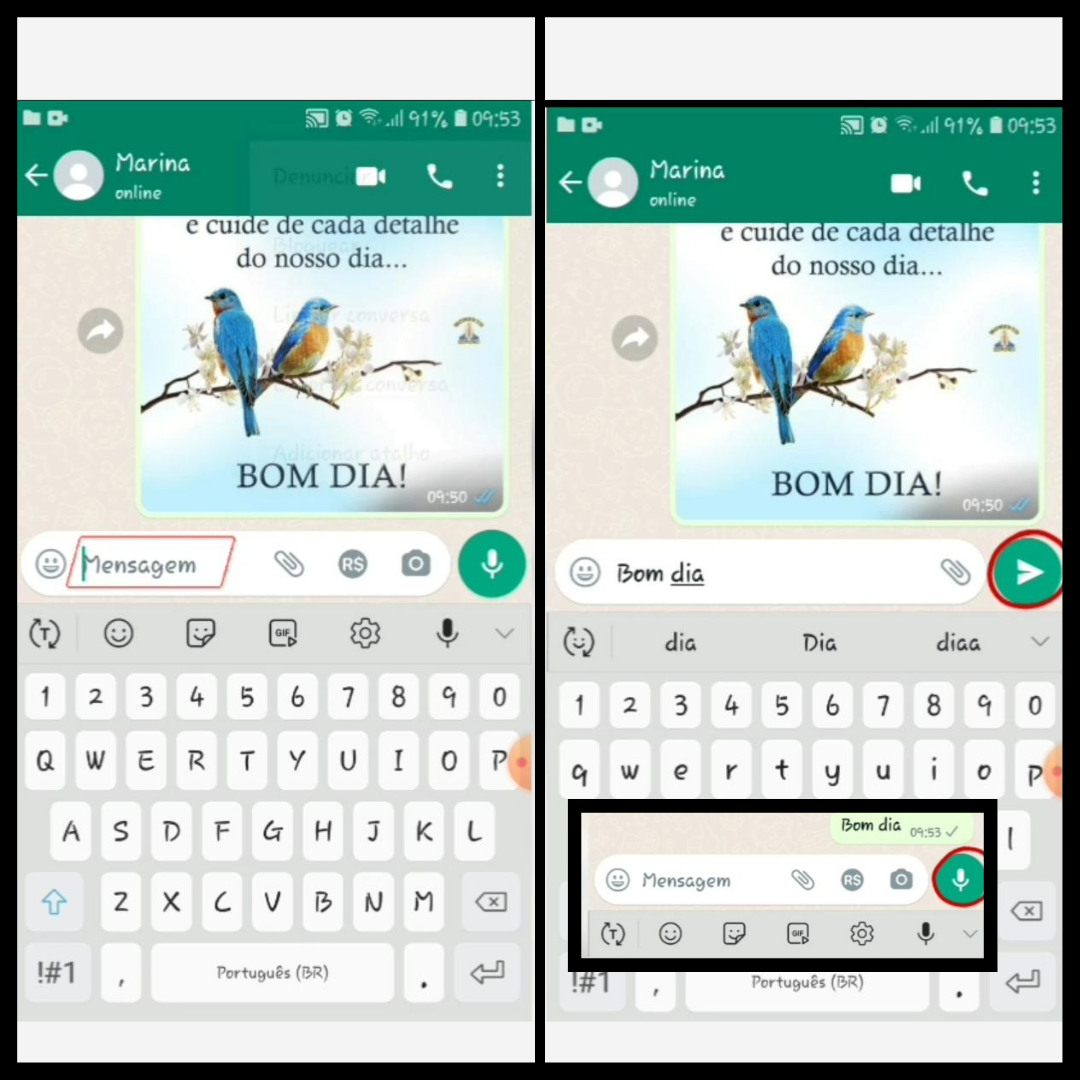 91% 09:53
Marina
online
Denunciar
e cuide de cada detalhe
Bloquear
do nosso dia...
Limpar conversa
conversa
Adicionar atalho
BOM DIA!
09:50
Mensagem
R$
T
GIF
1 2 3 4 5 6 7 8 9 0
Q W E R T Y U I O P
A S D F G H J K L
Z X C V B N M
!#1 , Português (BR) .
91% 09:53
Marina
online
e cuide de cada detalhe
do nosso dia...
BOM DIA!
09:50
Bom dia
dia Dia diaa
1 2 3 4 5 6 7 8 9 0
q w e r t y u i o p
l
Bom dia 09:53
Mensagem
R$
T
GIF
!#1 , Português (BR) .